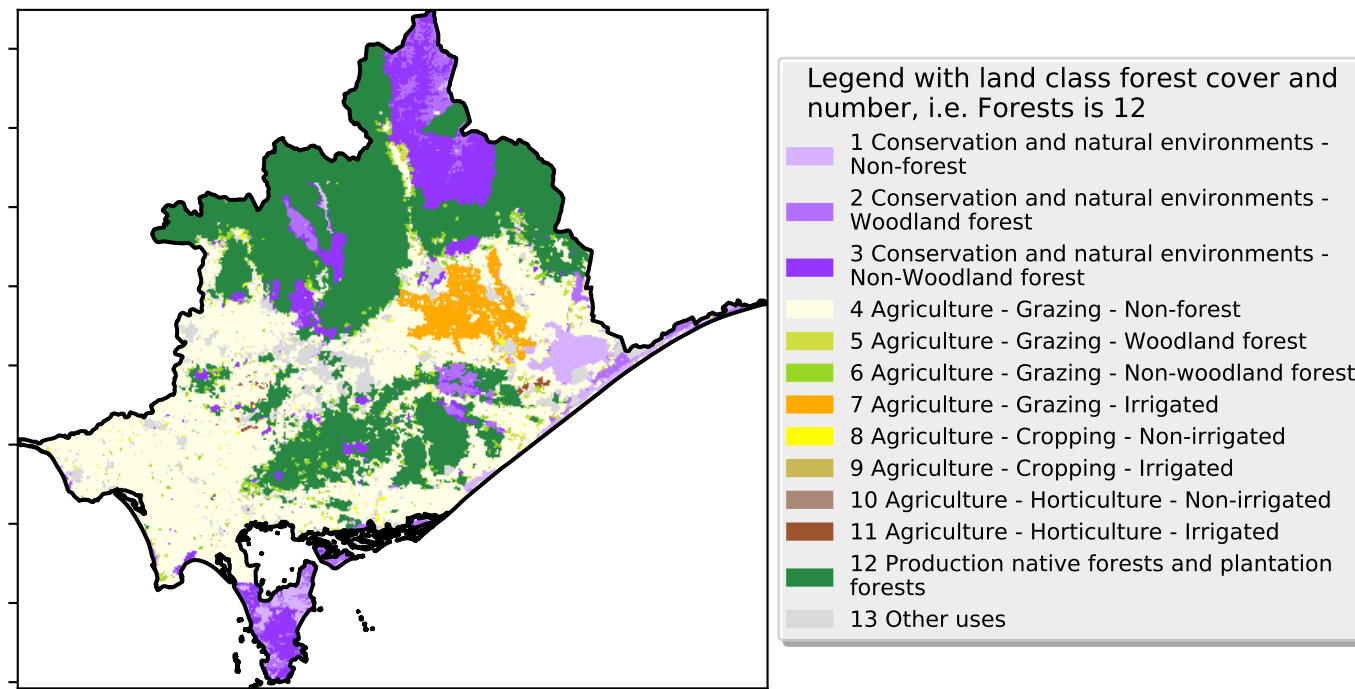 Legend with land class forest cover and
number, i.e. Forests is 12
1 Conservation and natural environments -
Non-forest
2 Conservation and natural environments -
Woodland forest
3 Conservation and natural environments -
Non-Woodland forest
4 Agriculture - Grazing - Non-forest
5 Agriculture - Grazing - Woodland forest
6 Agriculture - Grazing - Non-woodland forest
7 Agriculture - Grazing - Irrigated
8 Agriculture - Cropping - Non-irrigated
9 Agriculture - Cropping - Irrigated
10 Agriculture - Horticulture - Non-irrigated
11 Agriculture - Horticulture - Irrigated
12 Production native forests and plantation
forests
13 Other uses